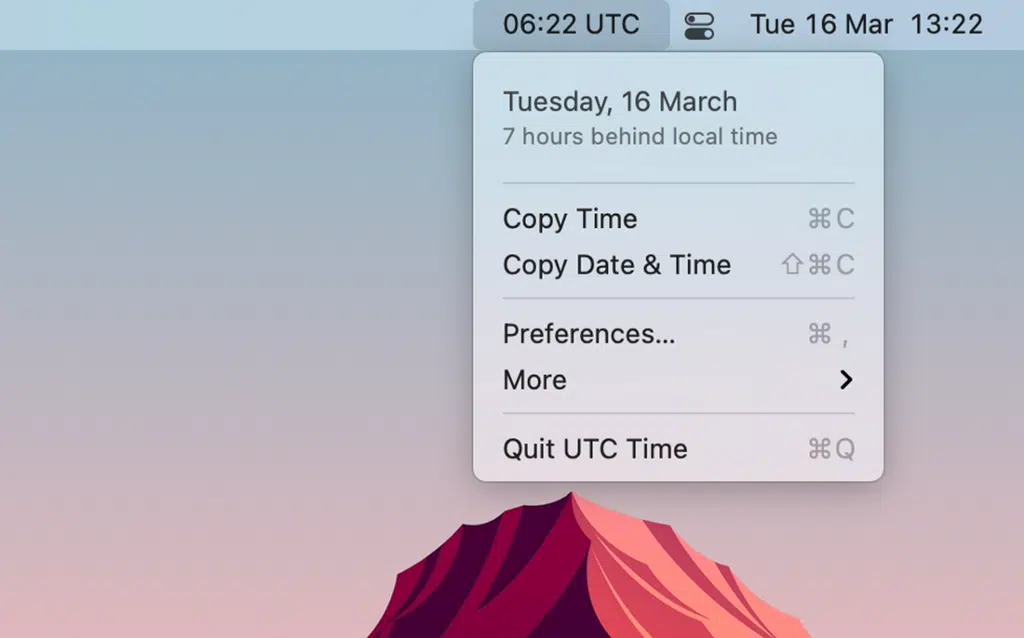 06:22 UTC Tue 16 Mar 13:22
Tuesday, 16 March
7 hours behind local time
Copy Time ⌘C
Copy Date & Time ⇧⌘C
Preferences... ⌘,
More
Quit UTC Time ⌘Q